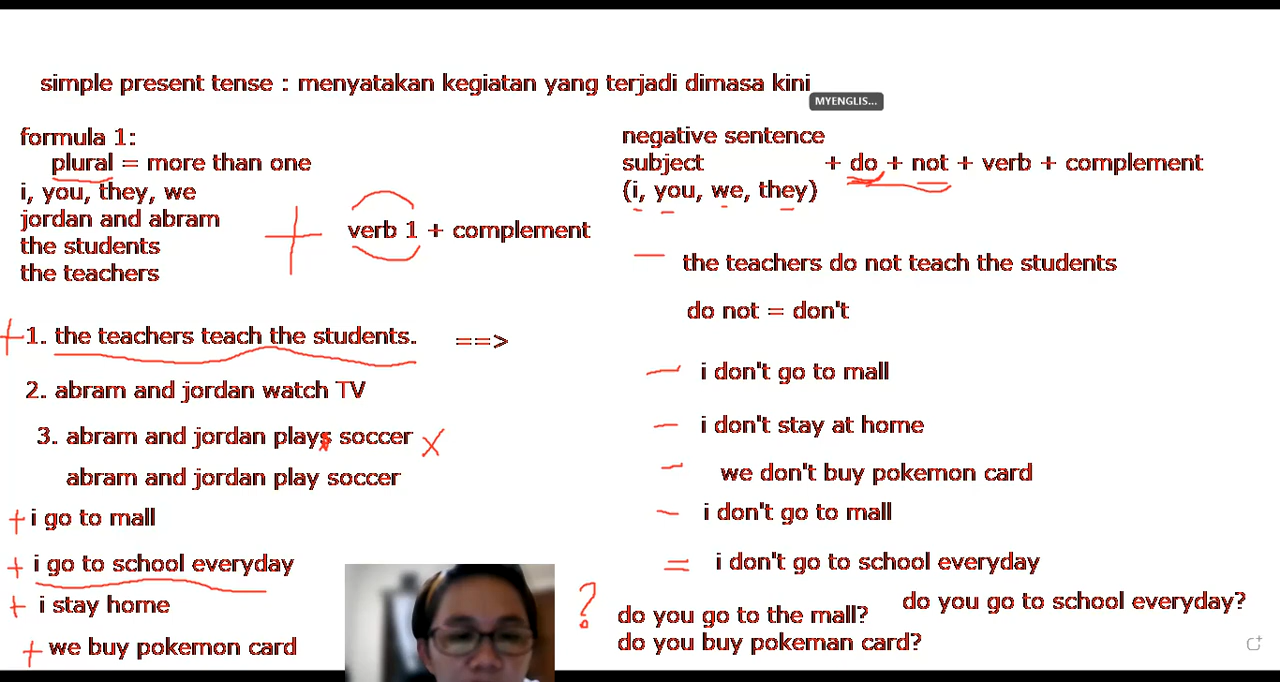 simple present tense : menyatakan kegiatan yang terjadi dimasa kini
MYENGLIS...
formula 1:
plural = more than one
i, you, they, we
jordan and abram
the students
the teachers
+ verb 1 + complement
+ 1. the teachers teach the students. ==>
2. abram and jordan watch TV
3. abram and jordan plays soccer X
abram and jordan play soccer
+ i go to mall
+ i go to school everyday
+ i stay home
+ we buy pokemon card
negative sentence
subject + do + not + verb + complement
(i, you, we, they)
— the teachers do not teach the students
do not = don't
— i don't go to mall
— i don't stay at home
— we don't buy pokemon card
— i don't go to mall
= i don't go to school everyday
? do you go to the mall?
do you go to school everyday?
do you buy pokeman card?